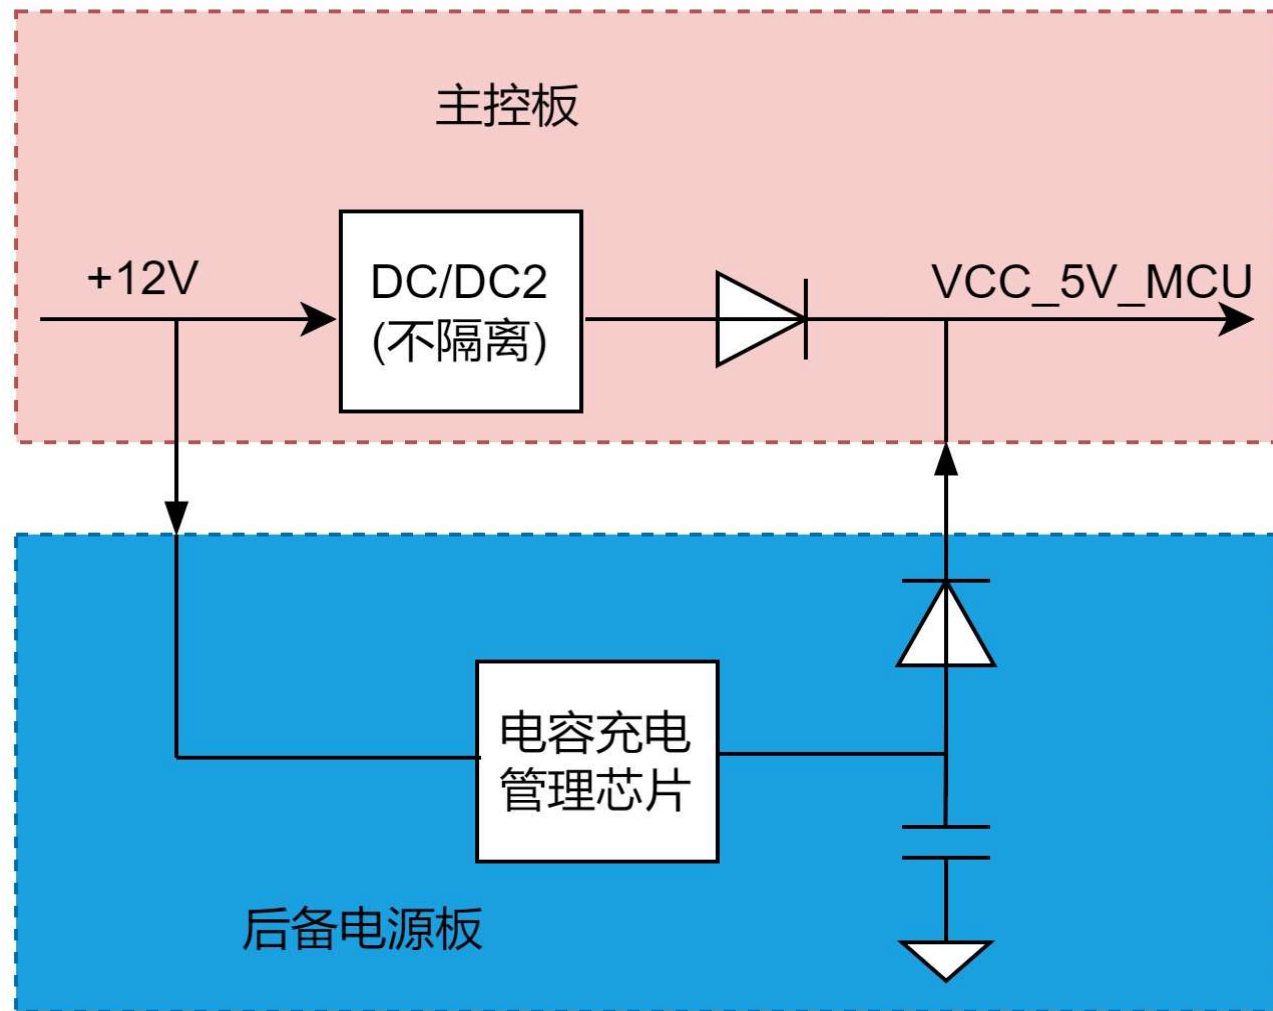 主控板
+12V
DC/DC2
(不隔离)
VCC_5V_MCU
电容充电
管理芯片
后备电源板